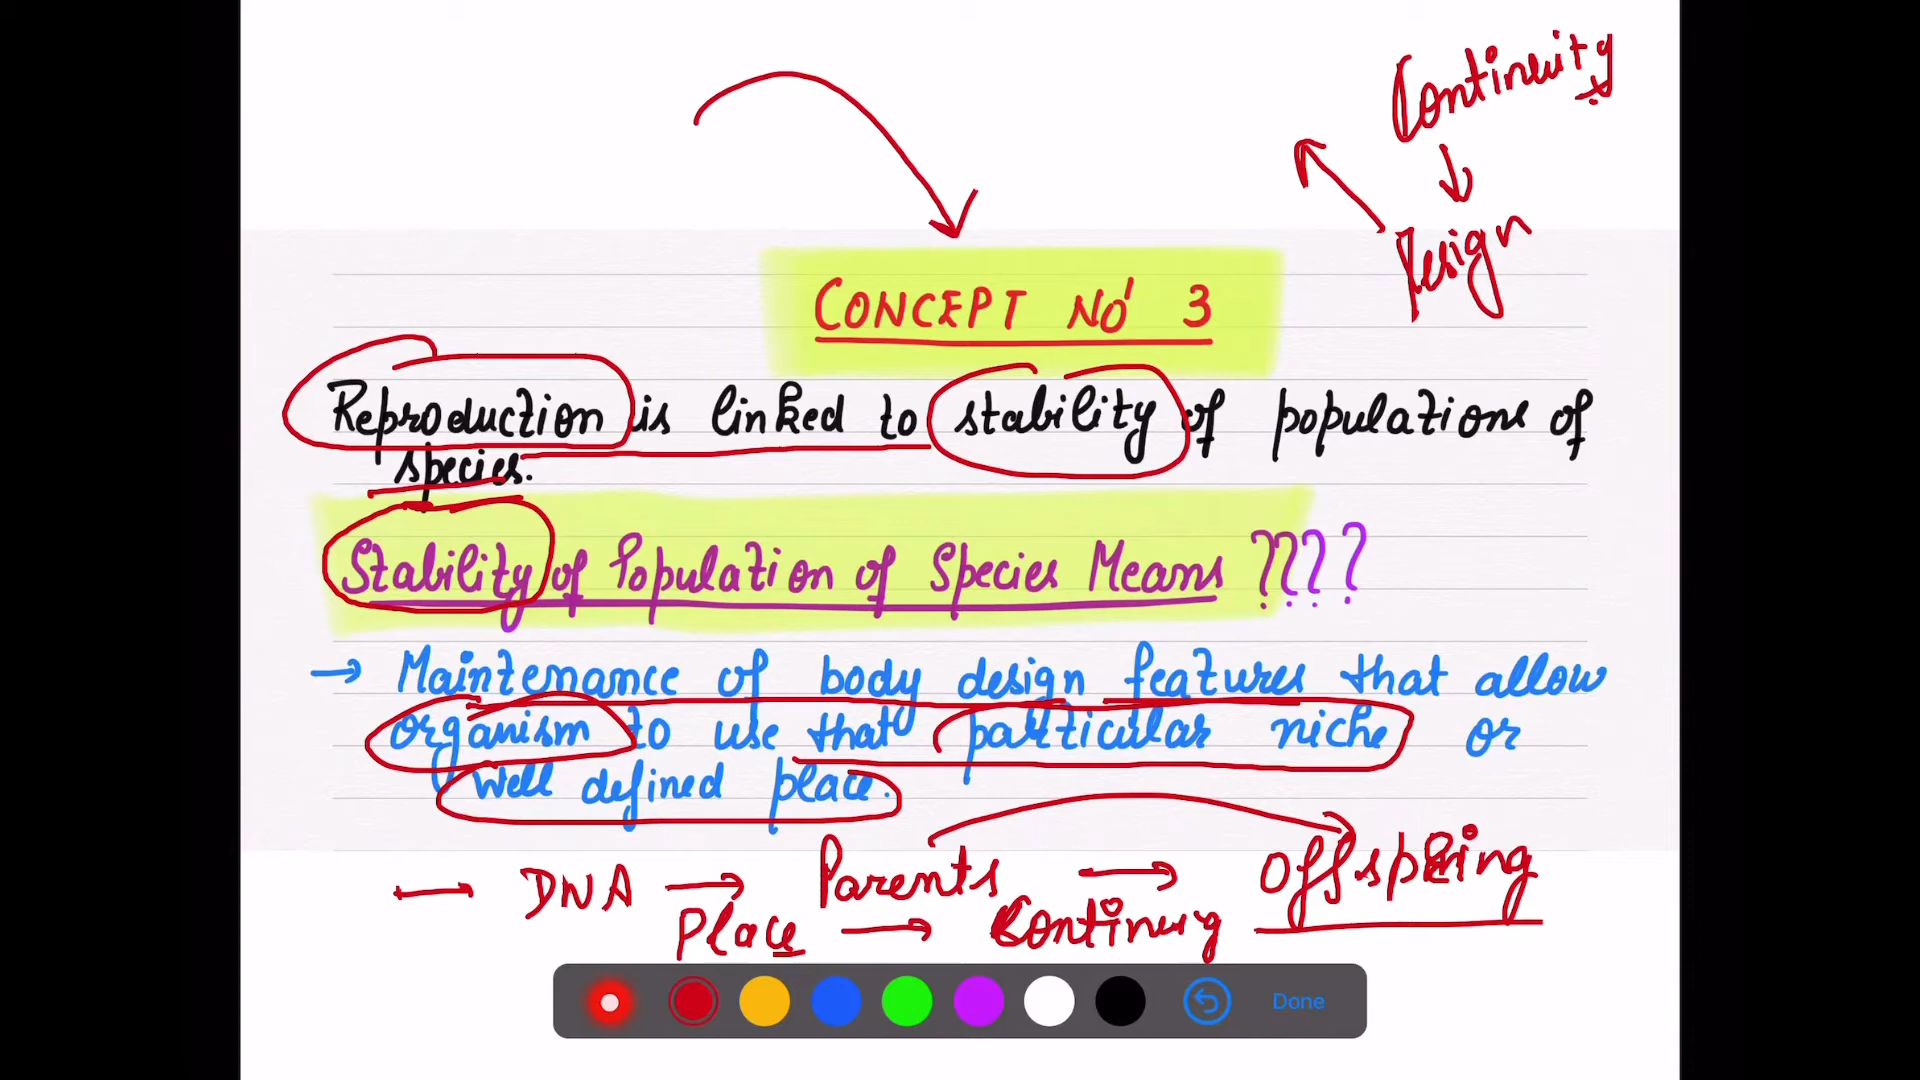 Continuity
Design
CONCEPT NO 3
Reproduction is linked to stability of populations of
species.
Stability of Population of Species Means ????
→ Maintenance of body design features that allow
organism to use that particular niche or
well defined place.
→ DNA → Parents → Offspring
Place →
Done